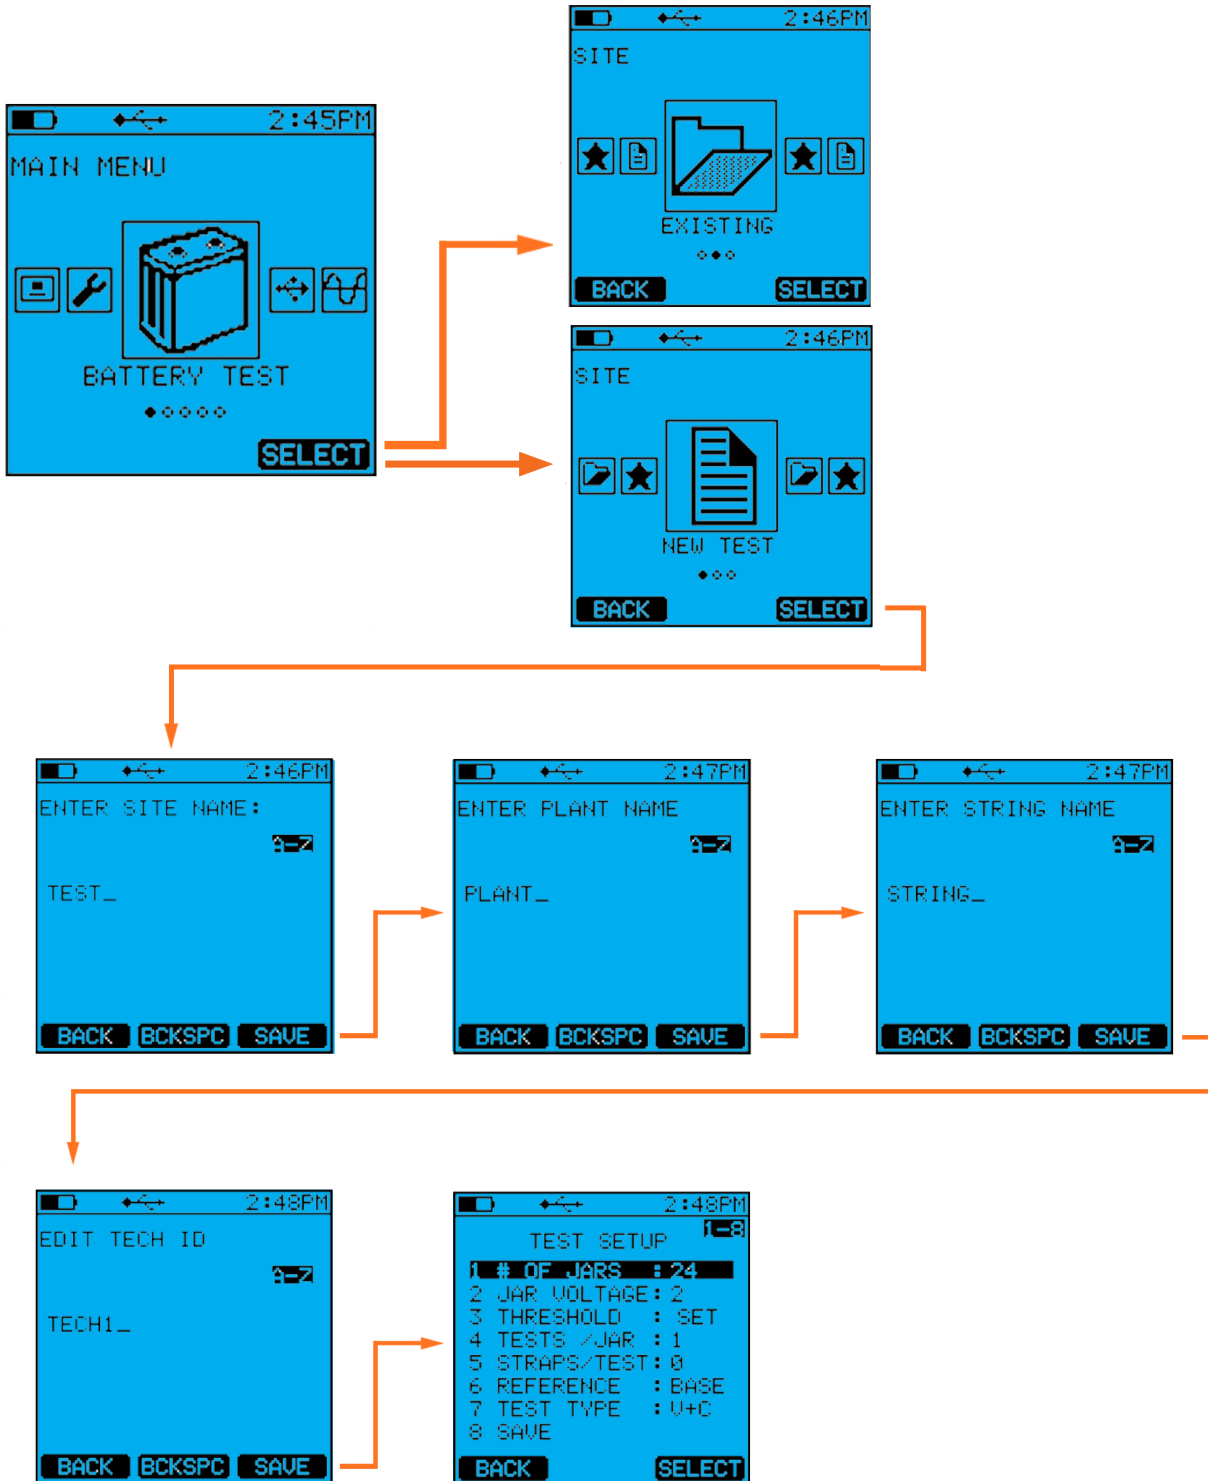 2:45PM
MAIN MENU
BATTERY TEST
SELECT
2:46PM
SITE
EXISTING
BACK SELECT
2:46PM
SITE
NEW TEST
BACK SELECT
2:46PM
ENTER SITE NAME:
A-Z
TEST_
BACK BCKSPC SAVE
2:47PM
ENTER PLANT NAME
A-Z
PLANT_
BACK BCKSPC SAVE
2:47PM
ENTER STRING NAME
A-Z
STRING_
BACK BCKSPC SAVE
2:48PM
EDIT TECH ID
A-Z
TECH1_
BACK BCKSPC SAVE
2:48PM
1-8
TEST SETUP
1 # OF JARS : 24
2 JAR VOLTAGE: 2
3 THRESHOLD : SET
4 TESTS /JAR : 1
5 STRAPS/TEST: 0
6 REFERENCE : BASE
7 TEST TYPE : V+C
8 SAVE
BACK SELECT